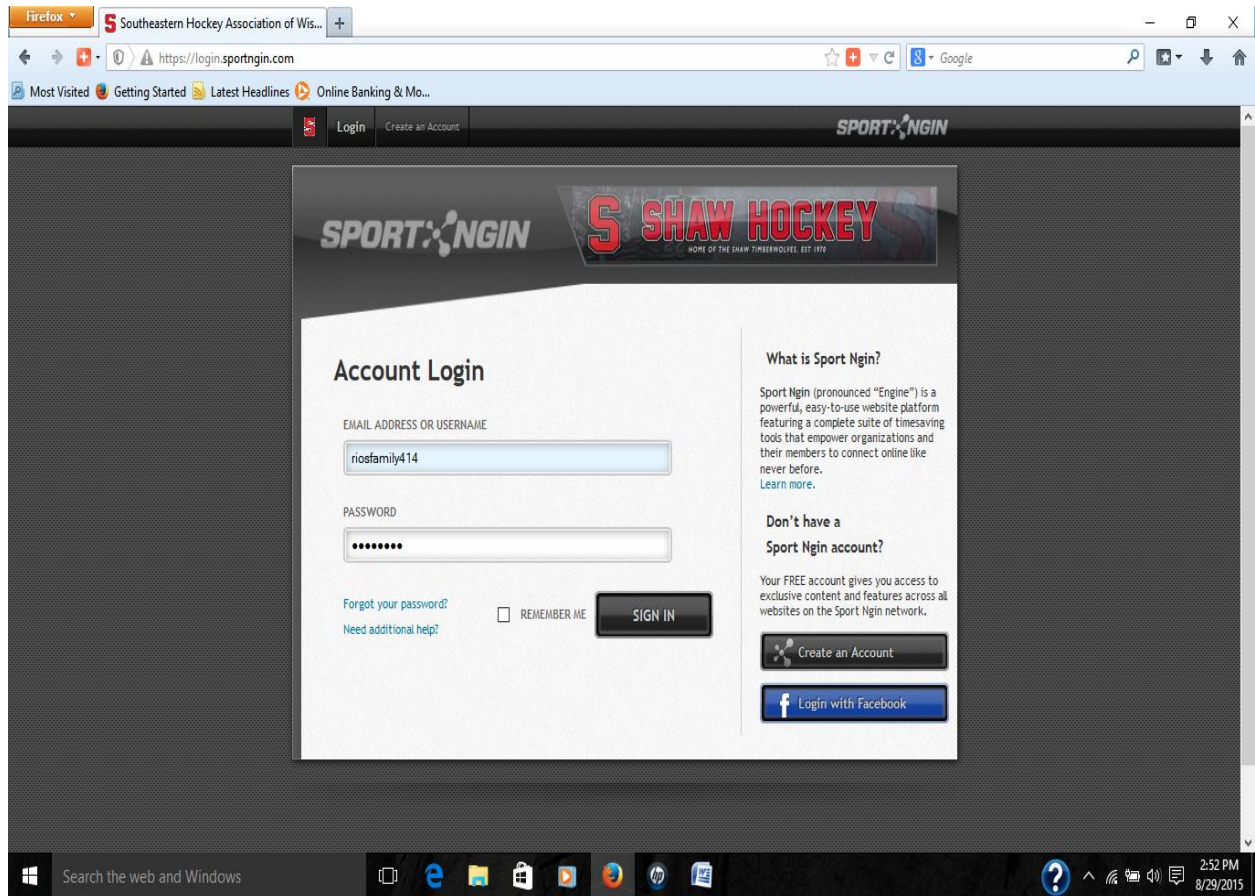 Firefox
Southeastern Hockey Association of Wis...
https://login.sportngin.com
Google
Most Visited Getting Started Latest Headlines Online Banking & Mo...
S Login Create an Account SPORT NGIN
SPORT NGIN S SHAW HOCKEY
HOME OF THE SHAW TIMBERWOLVES, EST 1970
Account Login
EMAIL ADDRESS OR USERNAME
riosfamily414
PASSWORD
••••••••
Forgot your password?
Need additional help?
REMEMBER ME
SIGN IN
What is Sport Ngin?
Sport Ngin (pronounced “Engine”) is a
powerful, easy-to-use website platform
featuring a complete suite of timesaving
tools that empower organizations and
their members to connect online like
never before.
Learn more.
Don’t have a
Sport Ngin account?
Your FREE account gives you access to
exclusive content and features across all
websites on the Sport Ngin network.
Create an Account
Login with Facebook
Search the web and Windows
2:52 PM
8/29/2015